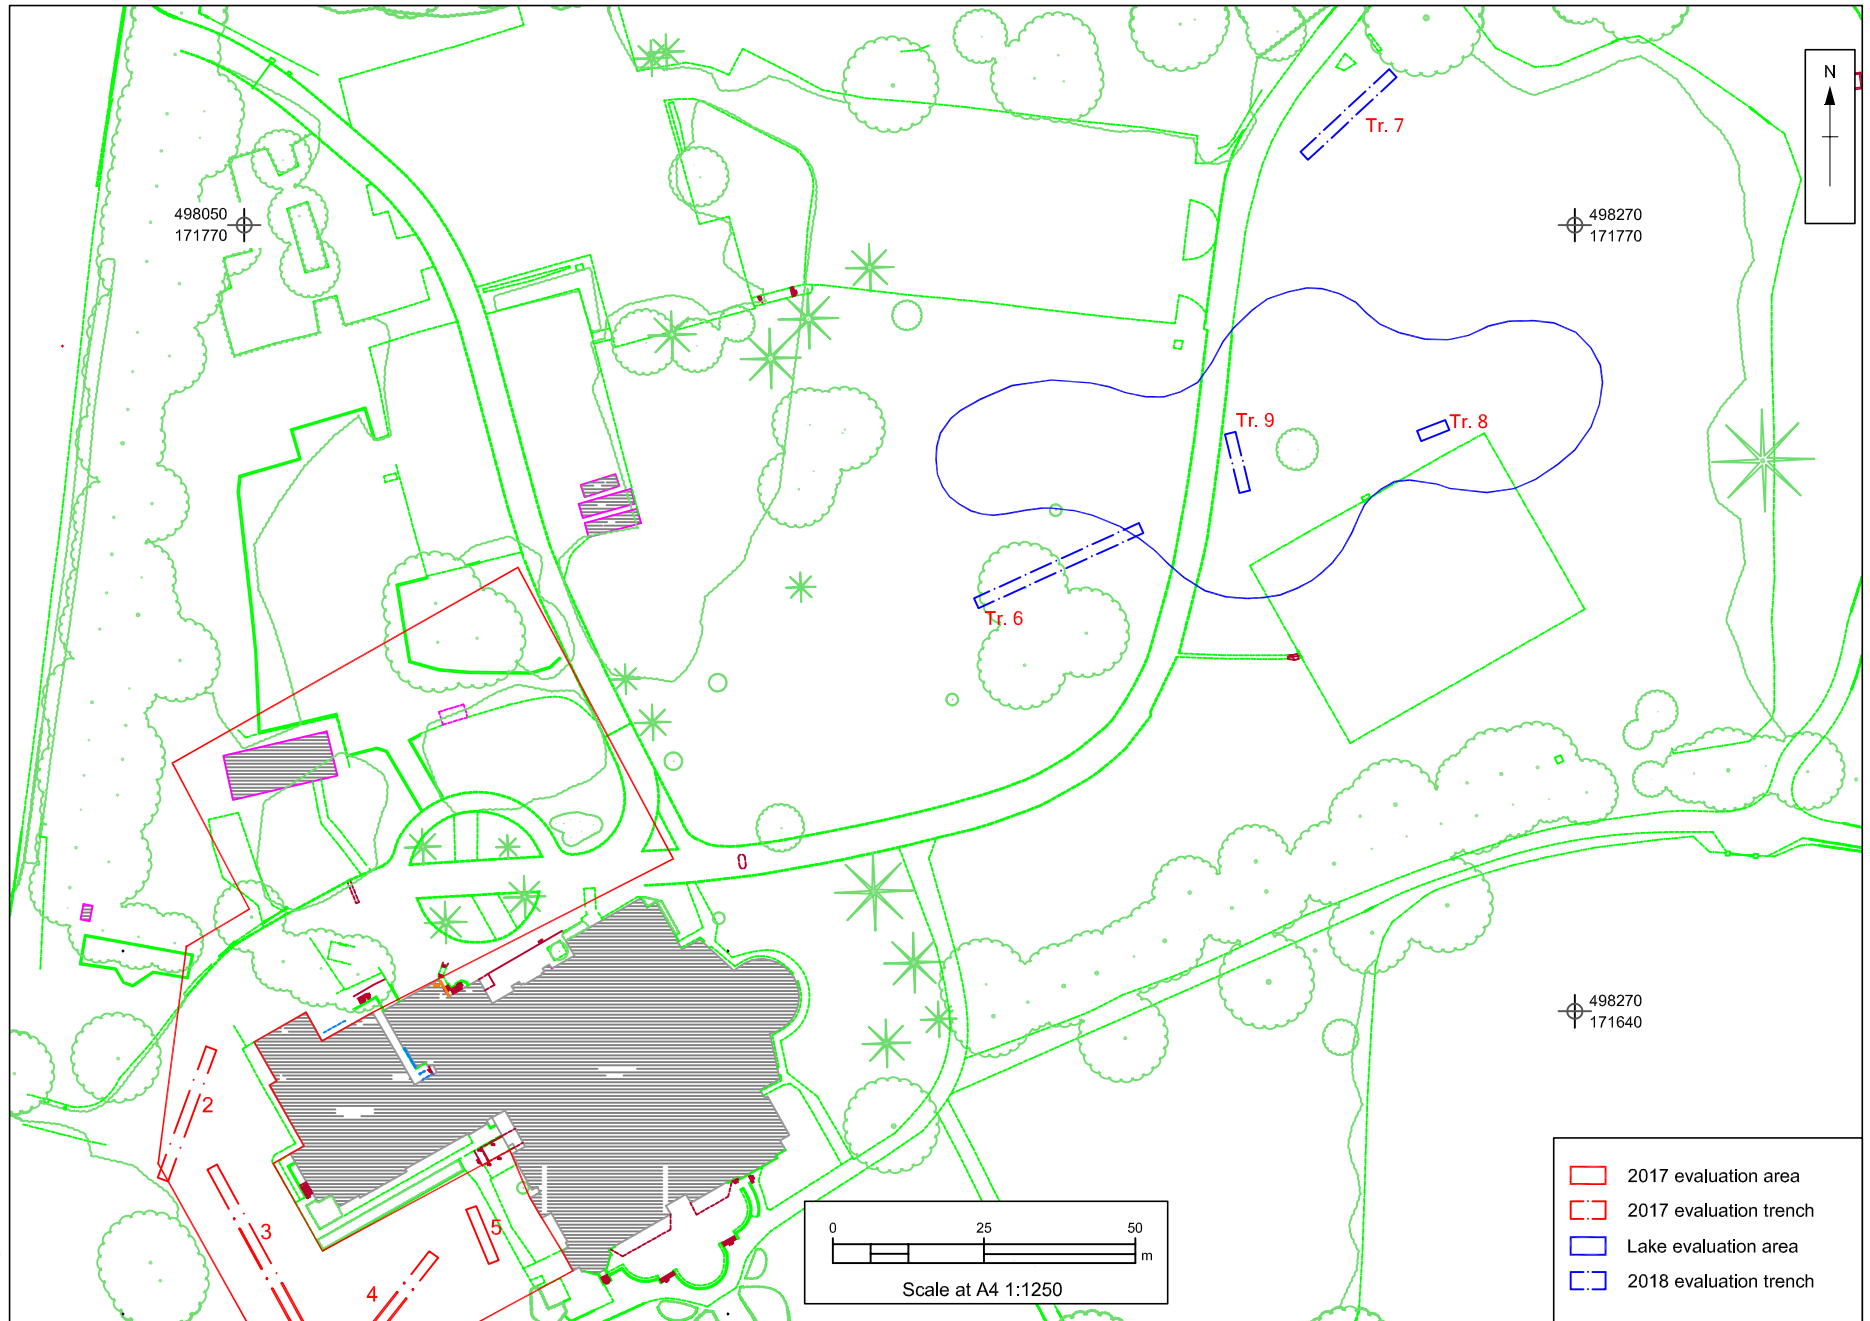 N
Tr. 7
498050
171770
498270
171770
Tr. 9
Tr. 8
Tr. 6
498270
171640
2
3
5
4
0 25 50
m
Scale at A4 1:1250
2017 evaluation area
2017 evaluation trench
Lake evaluation area
2018 evaluation trench